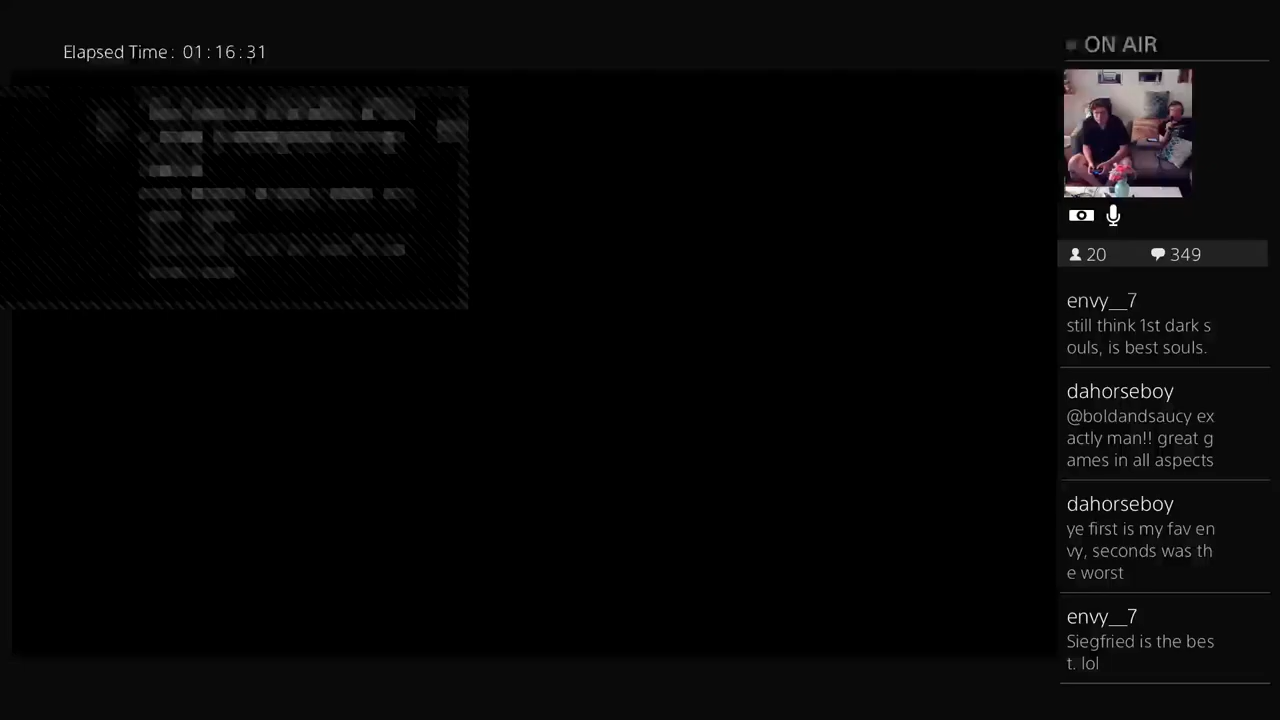 Elapsed Time: 01:16:31
ON AIR
20 349
envy__7
still think 1st dark s
ouls, is best souls.
dahorseboy
@boldandsaucy ex
actly man!! great g
ames in all aspects
dahorseboy
ye first is my fav en
vy, seconds was th
e worst
envy__7
Siegfried is the bes
t. lol